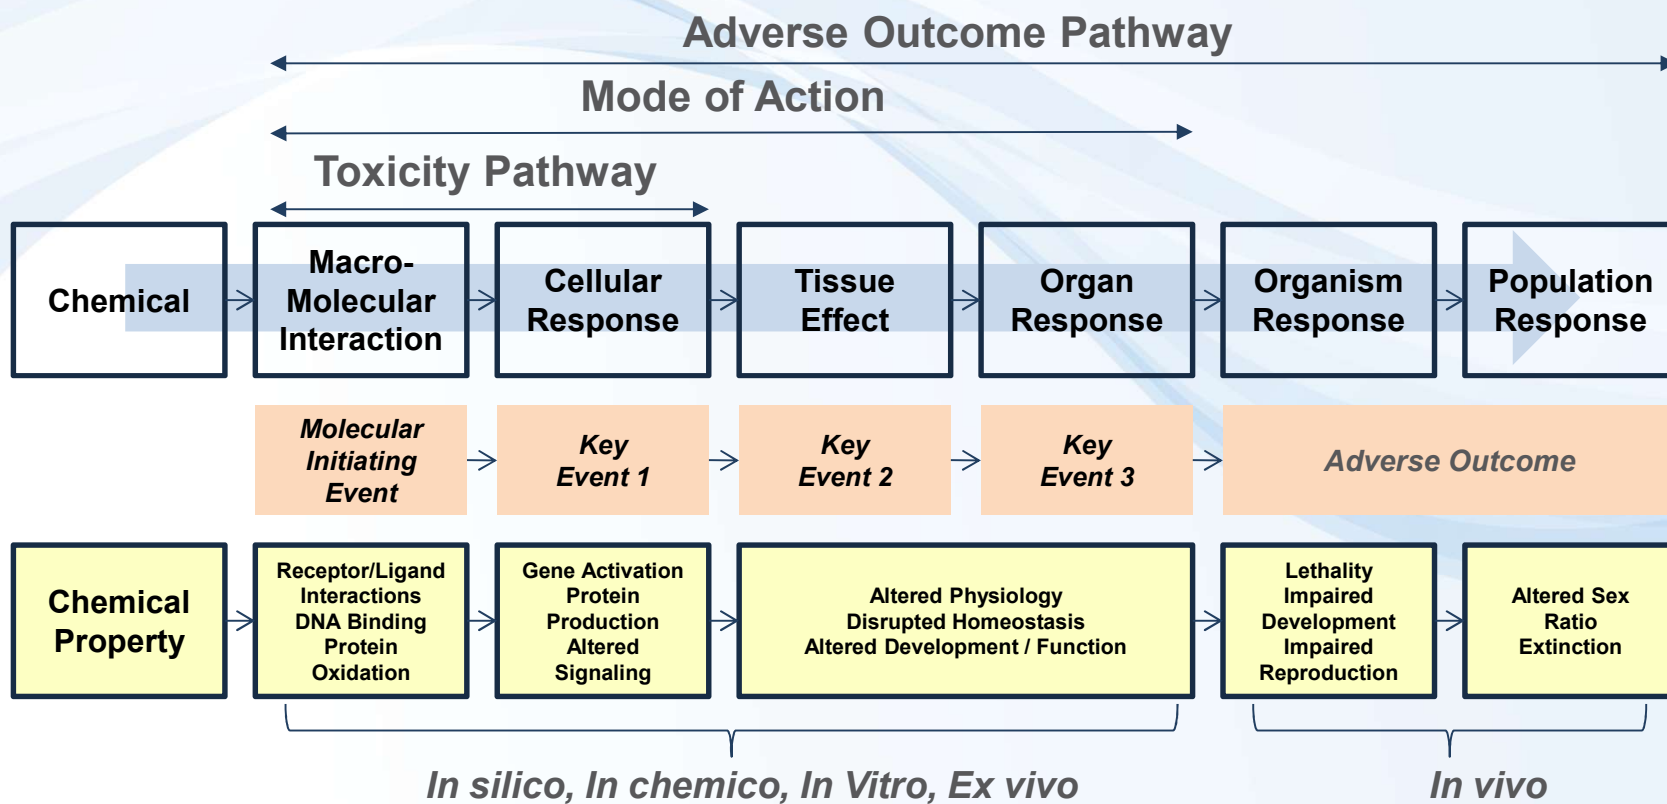 Adverse Outcome Pathway
Mode of Action
Toxicity Pathway
Chemical
Macro-
Molecular
Interaction
Cellular
Response
Tissue
Effect
Organ
Response
Organism
Response
Population
Response
Molecular
Initiating
Event
Key
Event 1
Key
Event 2
Key
Event 3
Adverse Outcome
Chemical
Property
Receptor/Ligand
Interactions
DNA Binding
Protein
Oxidation
Gene Activation
Protein
Production
Altered
Signaling
Altered Physiology
Disrupted Homeostasis
Altered Development / Function
Lethality
Impaired
Development
Impaired
Reproduction
Altered Sex
Ratio
Extinction
In silico, In chemico, In Vitro, Ex vivo
In vivo